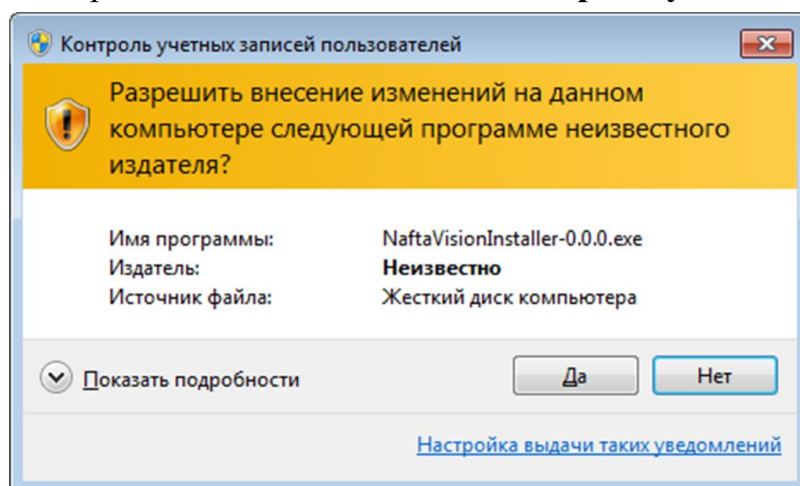 Контроль учетных записей пользователей
Разрешить внесение изменений на данном
компьютере следующей программе неизвестного
издателя?
Имя программы: NaftaVisionInstaller-0.0.0.exe
Издатель: Неизвестно
Источник файла: Жесткий диск компьютера
Показать подробности Да Нет
Настройка выдачи таких уведомлений